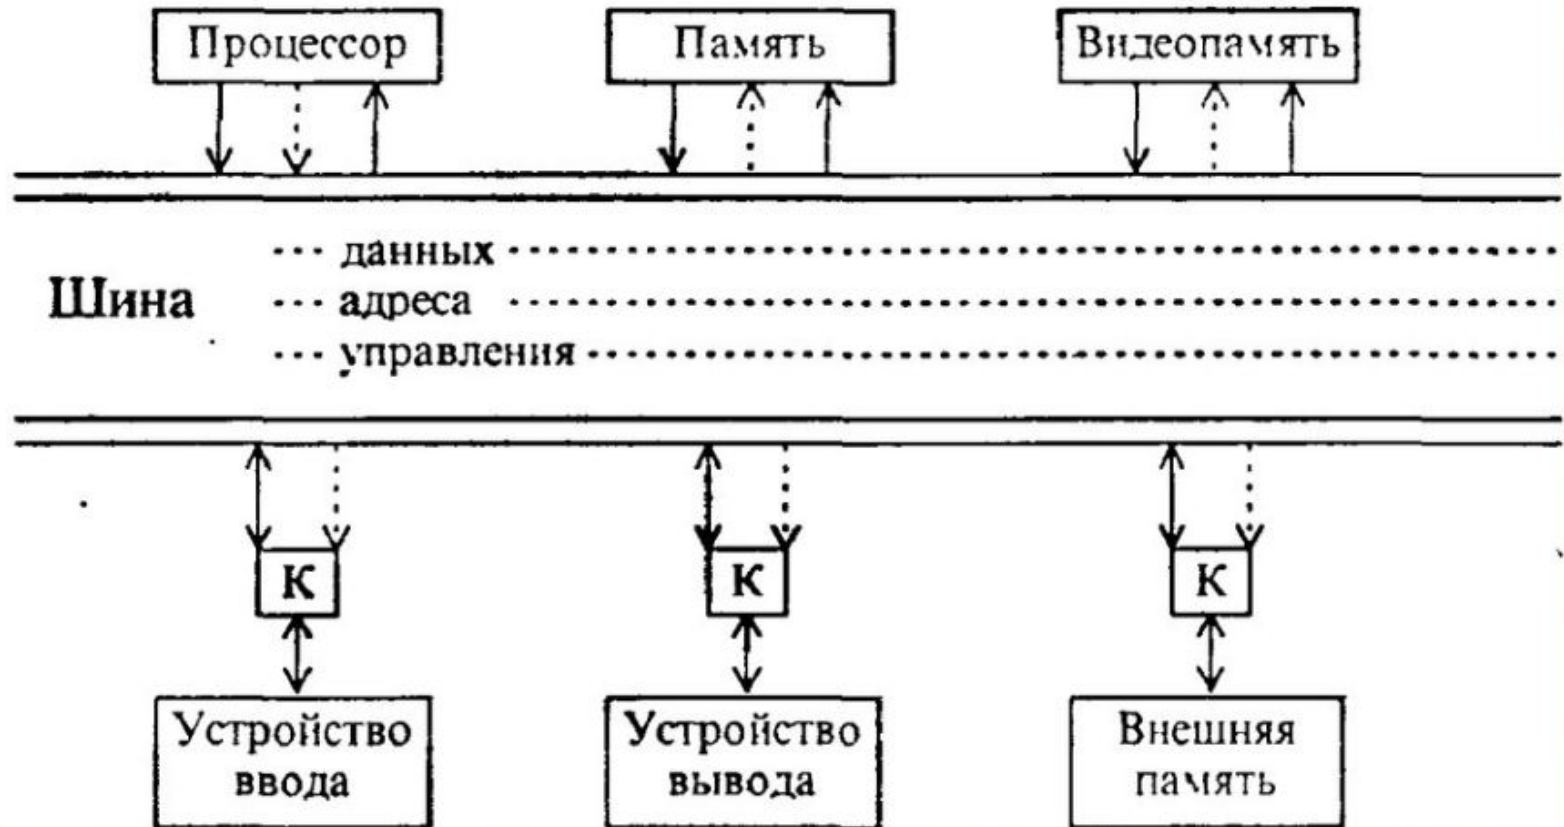 Процессор
Память
Видеопамять
Шина
данных
адреса
управления
К
К
К
Устройство
ввода
Устройство
вывода
Внешняя
память